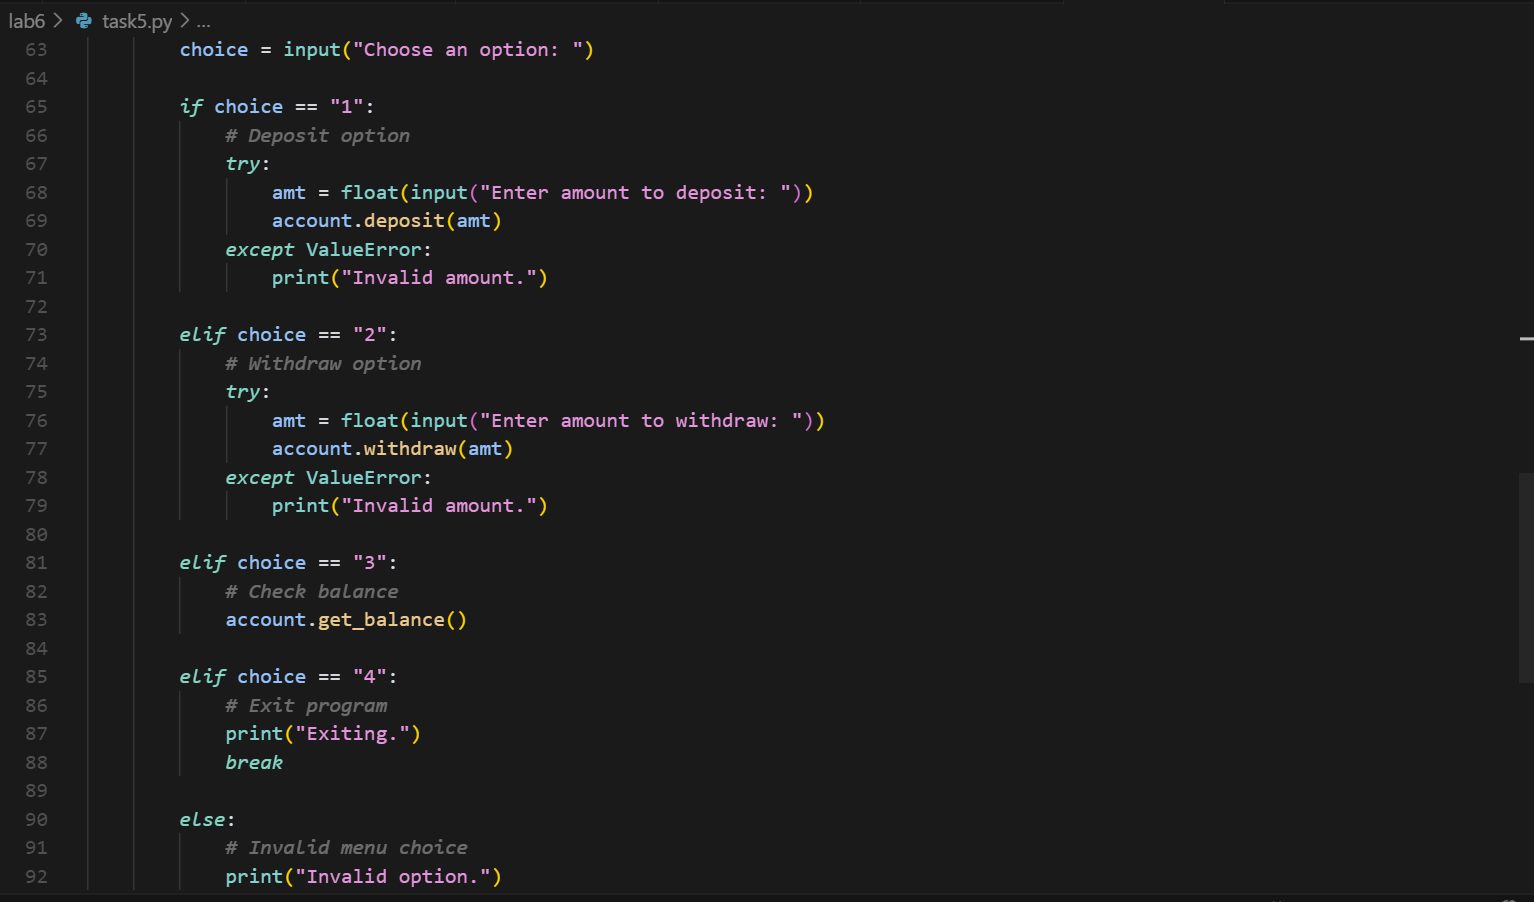 lab6 > task5.py > ...
63 choice = input("Choose an option: ")
64
65 if choice == "1":
66 # Deposit option
67 try:
68 amt = float(input("Enter amount to deposit: "))
69 account.deposit(amt)
70 except ValueError:
71 print("Invalid amount.")
72
73 elif choice == "2":
74 # Withdraw option
75 try:
76 amt = float(input("Enter amount to withdraw: "))
77 account.withdraw(amt)
78 except ValueError:
79 print("Invalid amount.")
80
81 elif choice == "3":
82 # Check balance
83 account.get_balance()
84
85 elif choice == "4":
86 # Exit program
87 print("Exiting.")
88 break
89
90 else:
91 # Invalid menu choice
92 print("Invalid option.")